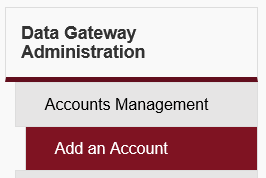 Data Gateway
Administration
Accounts Management
Add an Account